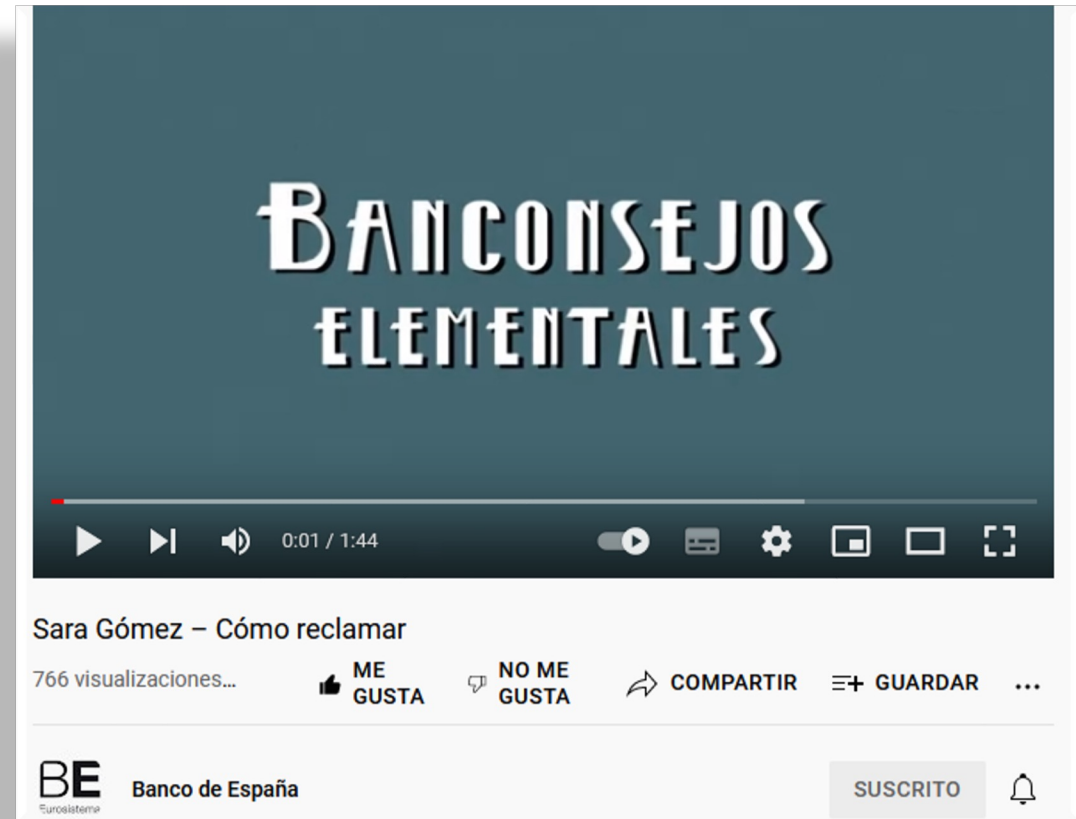 BANCONSEJOS
ELEMENTALES
0:01 / 1:44
Sara Gómez – Cómo reclamar
766 visualizaciones...
ME GUSTA
NO ME GUSTA
COMPARTIR
GUARDAR
BE
Eurosistema
Banco de España
SUSCRITO